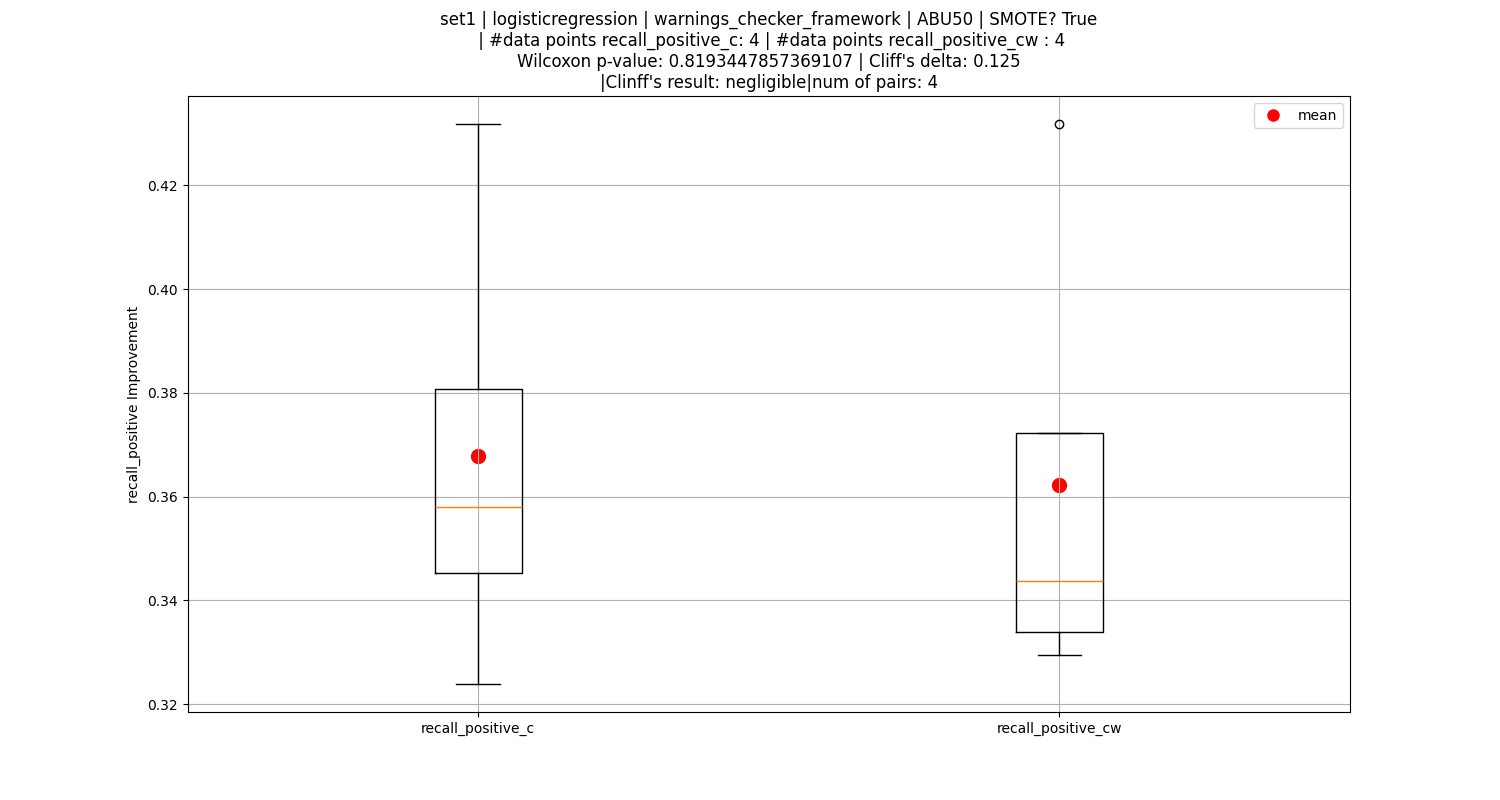 set1 | logisticregression | warnings_checker_framework | ABU50 | SMOTE? True
| #data points recall_positive_c: 4 | #data points recall_positive_cw : 4
Wilcoxon p-value: 0.8193447857369107 | Cliff's delta: 0.125
|Clinff's result: negligible|num of pairs: 4
mean
0.42
0.40
0.38
0.36
0.34
0.32
recall_positive Improvement
recall_positive_c
recall_positive_cw